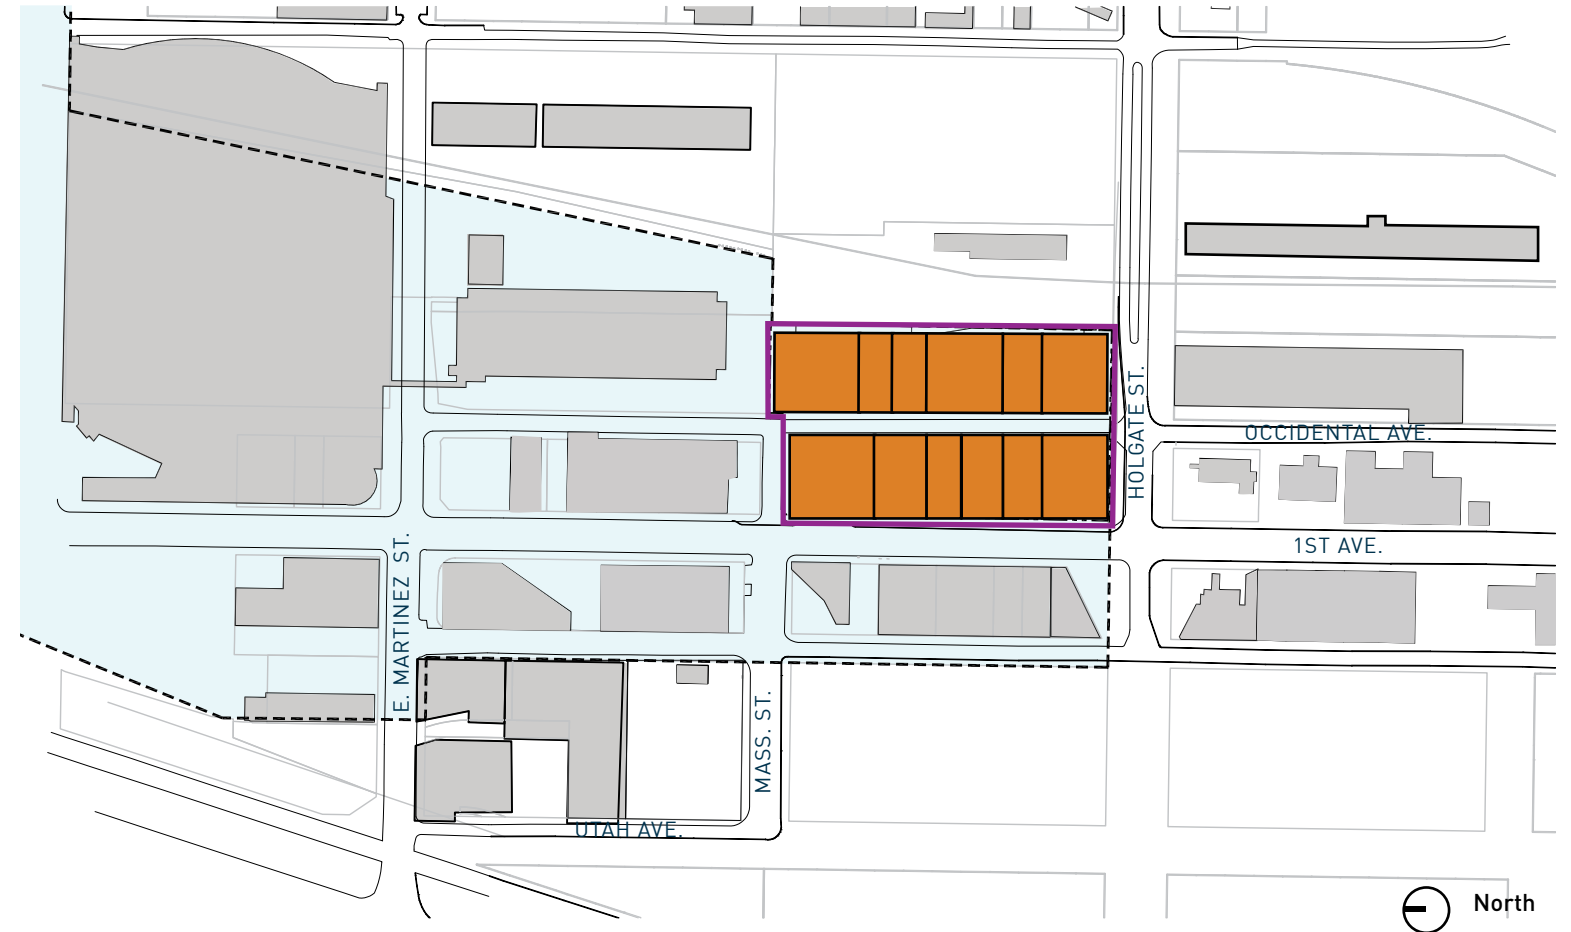 OCCIDENTAL AVE.
HOLGATE ST.
1ST AVE.
E. MARTINEZ ST.
MASS. ST.
UTAH AVE.
North